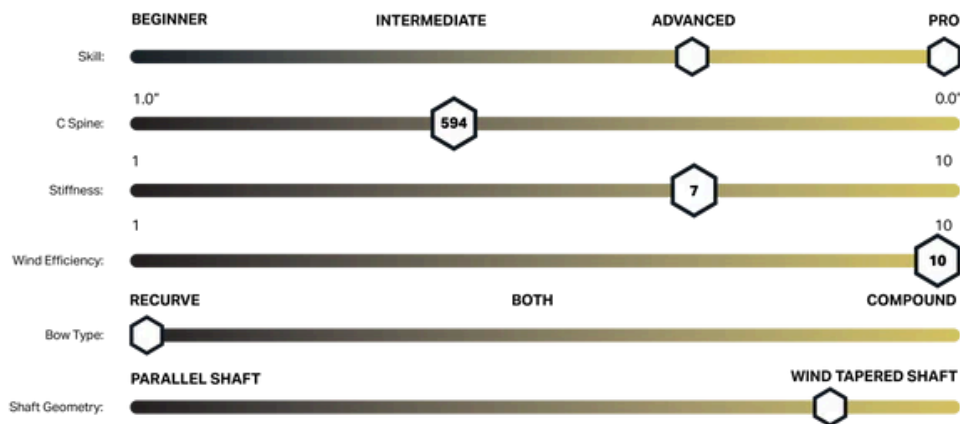 BEGINNER INTERMEDIATE ADVANCED PRO
Skill:
1.0" 0.0"
C Spine: 594
1 10
Stiffness: 7
1 10
Wind Efficiency: 10
RECURVE BOTH COMPOUND
Bow Type:
PARALLEL SHAFT WIND TAPERED SHAFT
Shaft Geometry: